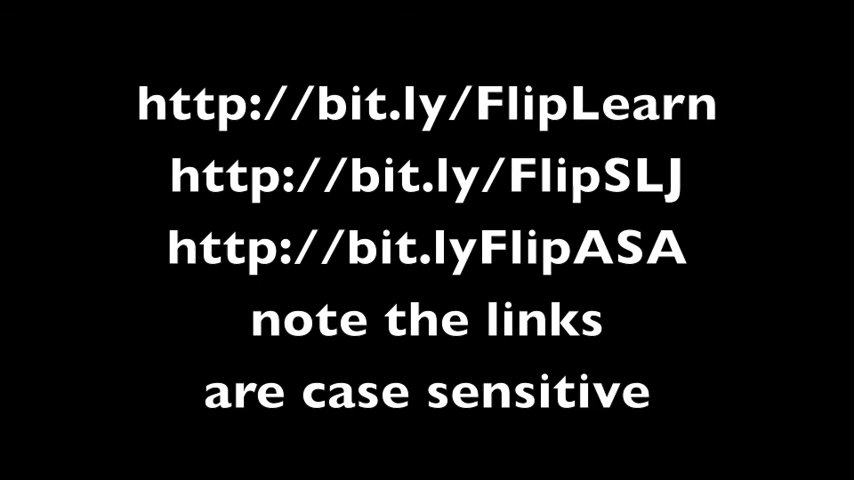 http://bit.ly/FlipLearn
http://bit.ly/FlipSLJ
http://bit.lyFlipASA
note the links
are case sensitive